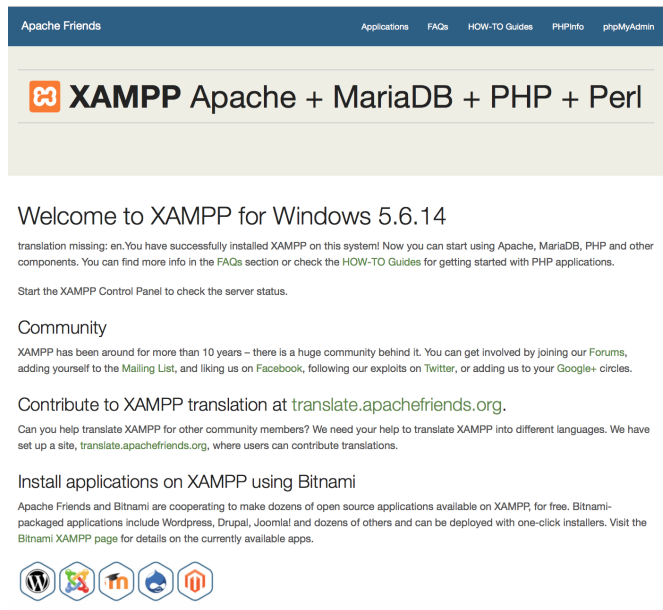 Apache Friends
Applications FAQs HOW-TO Guides PHPInfo phpMyAdmin
XAMPP Apache + MariaDB + PHP + Perl
Welcome to XAMPP for Windows 5.6.14
translation missing: en.You have successfully installed XAMPP on this system! Now you can start using Apache, MariaDB, PHP and other
components. You can find more info in the FAQs section or check the HOW-TO Guides for getting started with PHP applications.
Start the XAMPP Control Panel to check the server status.
Community
XAMPP has been around for more than 10 years – there is a huge community behind it. You can get involved by joining our Forums,
adding yourself to the Mailing List, and liking us on Facebook, following our exploits on Twitter, or adding us to your Google+ circles.
Contribute to XAMPP translation at translate.apachefriends.org.
Can you help translate XAMPP for other community members? We need your help to translate XAMPP into different languages. We have
set up a site, translate.apachefriends.org, where users can contribute translations.
Install applications on XAMPP using Bitnami
Apache Friends and Bitnami are cooperating to make dozens of open source applications available on XAMPP, for free. Bitnami-
packaged applications include Wordpress, Drupal, Joomla! and dozens of others and can be deployed with one-click installers. Visit the
Bitnami XAMPP page for details on the currently available apps.